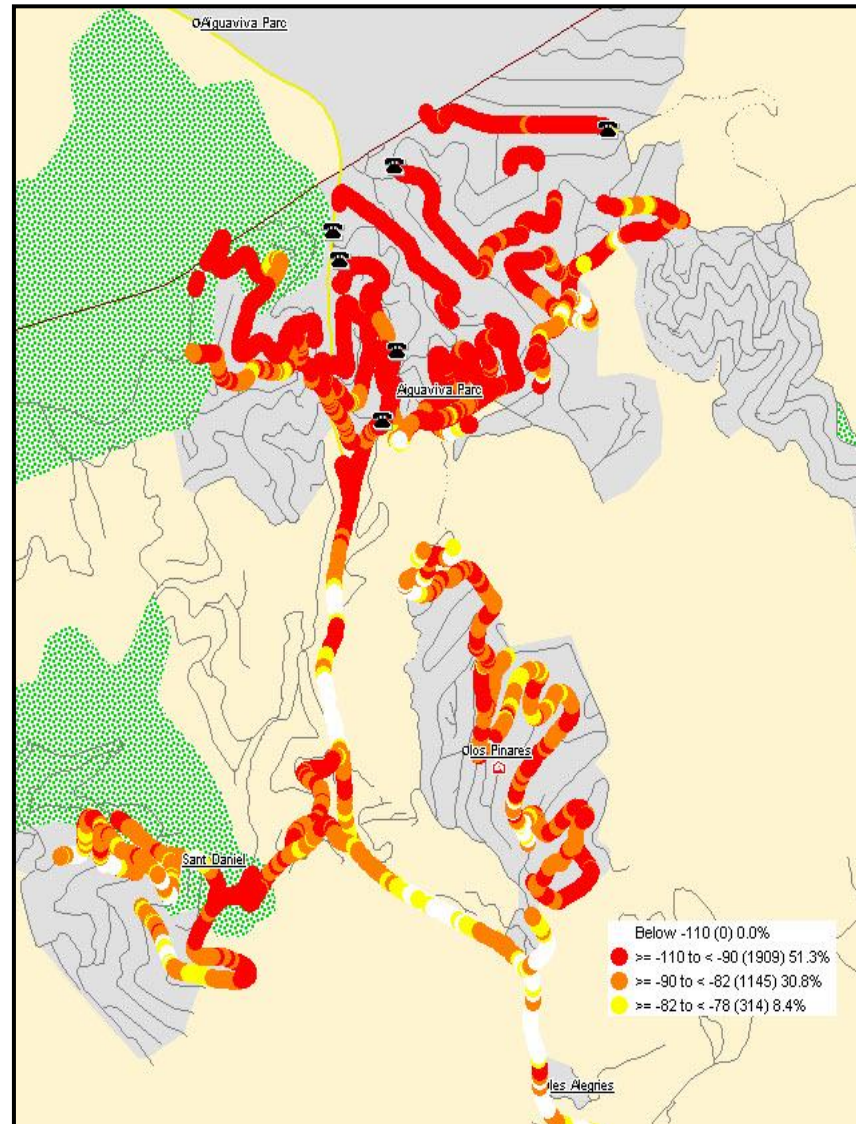 Aiguaviva Parc
Aiguaviva Parc
los Pinares
Sant Daniel
Below -110 (0) 0.0%
>= -110 to < -90 (1909) 51.3%
>= -90 to < -82 (1145) 30.8%
>= -82 to < -78 (314) 8.4%
les Alegries